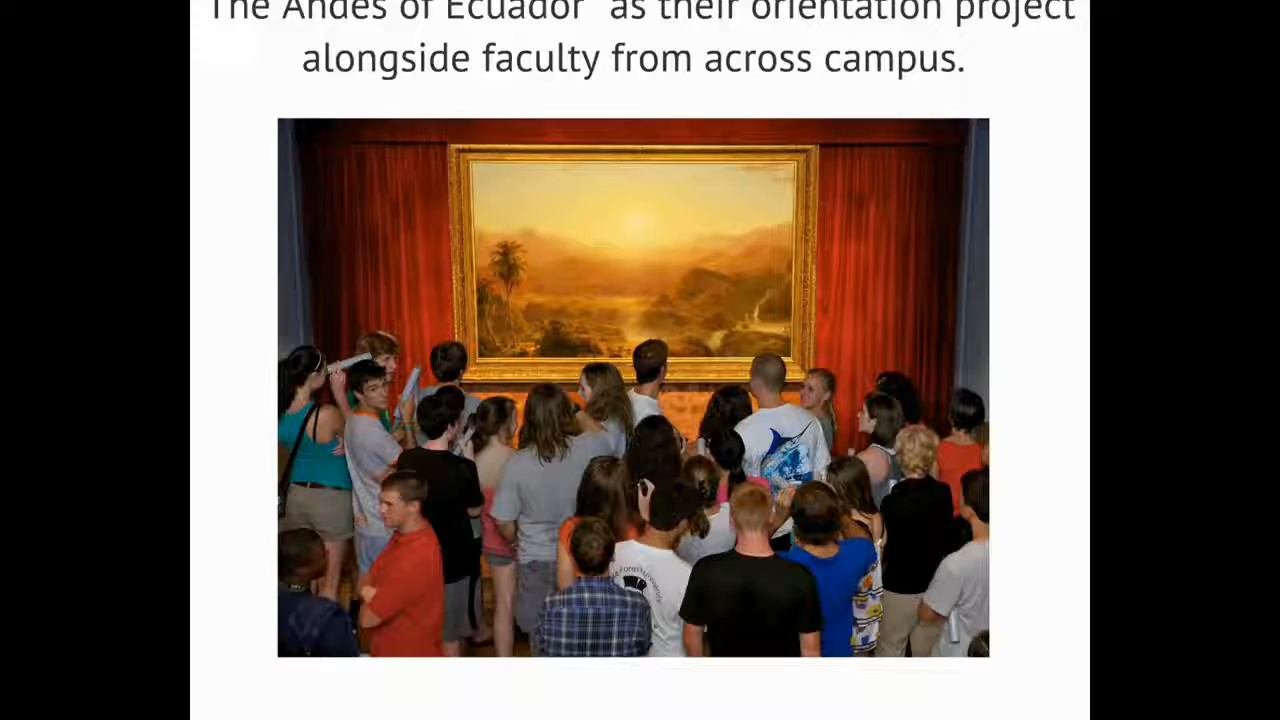 The Andes of Ecuador" as their orientation project
alongside faculty from across campus.